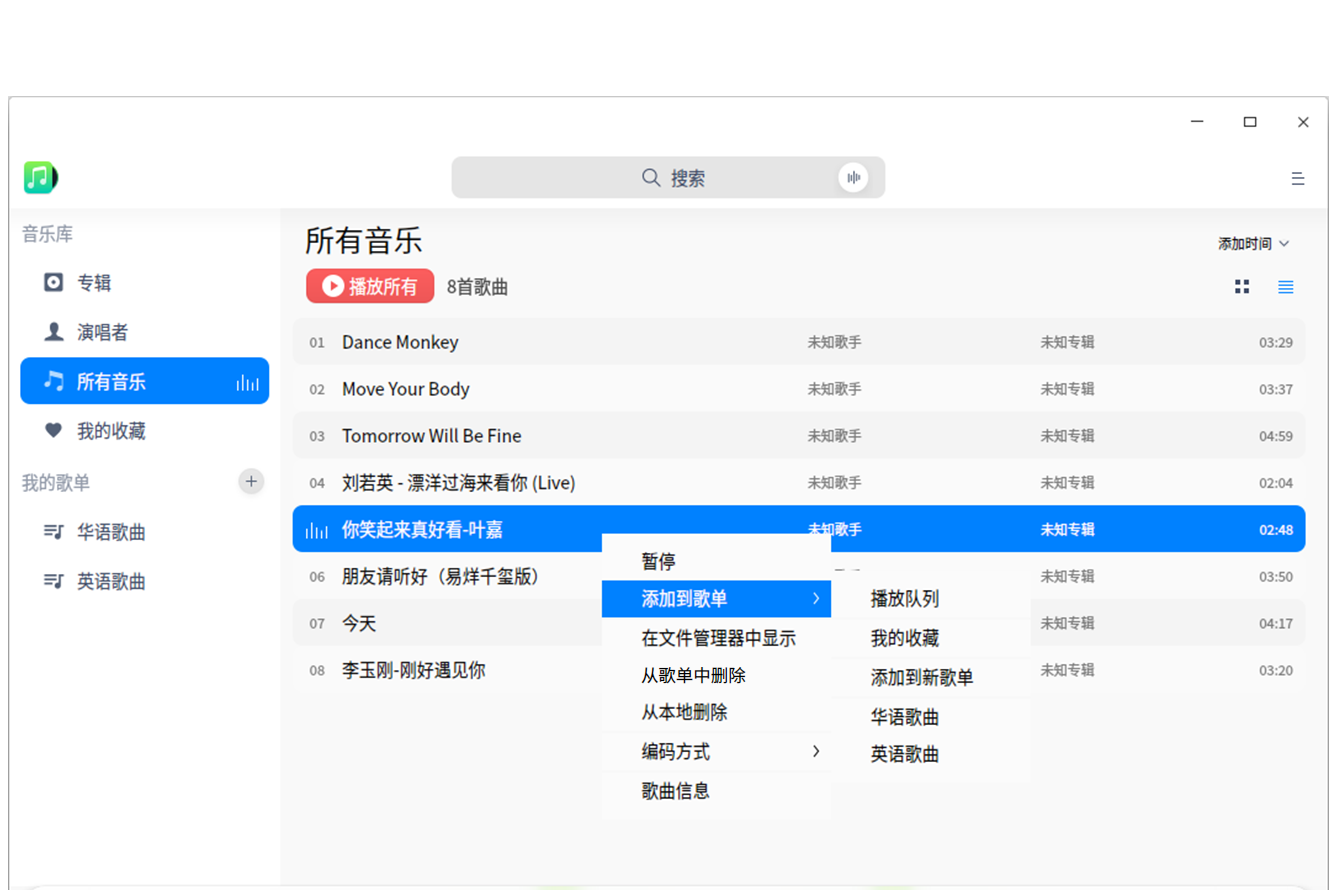 搜索
音乐库
专辑
演唱者
所有音乐
我的收藏
我的歌单
华语歌曲
英语歌曲
所有音乐
添加时间
播放所有 8首歌曲
01 Dance Monkey 未知歌手 未知专辑 03:29
02 Move Your Body 未知歌手 未知专辑 03:37
03 Tomorrow Will Be Fine 未知歌手 未知专辑 04:59
04 刘若英 - 漂洋过海来看你 (Live) 未知歌手 未知专辑 02:04
你笑起来真好看-叶嘉 未知歌手 未知专辑 02:48
06 朋友请听好（易烊千玺版） 未知专辑 03:50
07 今天 未知专辑 04:17
08 李玉刚-刚好遇见你 未知专辑 03:20
暂停
添加到歌单
在文件管理器中显示
从歌单中删除
从本地删除
编码方式
歌曲信息
播放队列
我的收藏
添加到新歌单
华语歌曲
英语歌曲